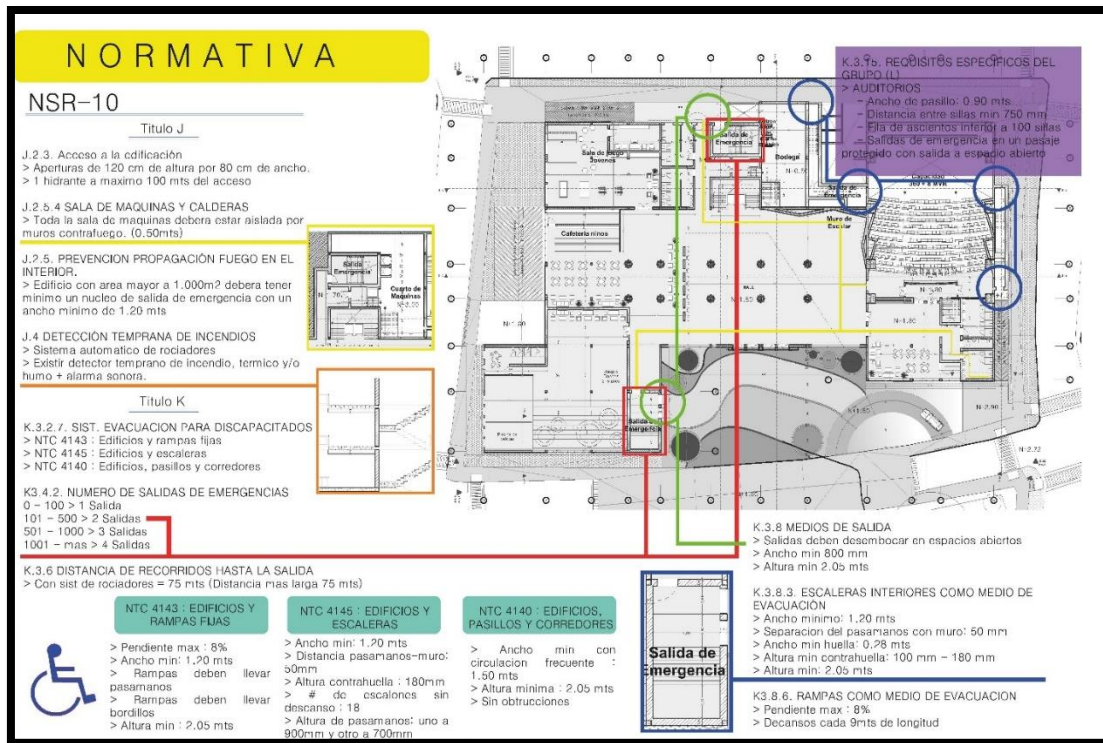 NORMATIVA
NSR-10
Titulo J
J.2.3. Acceso a la edificación
> Aperturas de 120 cm de altura por 80 cm de ancho.
> 1 hidrante a maximo 100 mts del acceso
J.2.5.4 SALA DE MAQUINAS Y CALDERAS
> Toda la sala de maquinas debera estar aislada por
muros contrafuego. (0.50mts)
J.2.5. PREVENCION PROPAGACIÓN FUEGO EN EL
INTERIOR.
> Edificio con area mayor a 1.000m2 debera tener
minimo un nucleo de salida de emergencia con un
ancho minimo de 1.20 mts
J.4 DETECCIÓN TEMPRANA DE INCENDIOS
> Sistema automatico de rociadores
> Existir detector temprano de incendio, termico y/o
humo + alarma sonora.
Titulo K
K.3.2.7. SIST. EVACUACION PARA DISCAPACITADOS
> NTC 4143 : Edificios y rampas fijas
> NTC 4145 : Edificios y escaleras
> NTC 4140 : Edificios, pasillos y corredores
K3.4.2. NUMERO DE SALIDAS DE EMERGENCIAS
0 - 100 > 1 Salida
101 - 500 > 2 Salidas
501 - 1000 > 3 Salidas
1001 - mas > 4 Salidas
K.3.6 DISTANCIA DE RECORRIDOS HASTA LA SALIDA
> Con sist de rociadores = 75 mts (Distancia mas larga 75 mts)
NTC 4143 : EDIFICIOS Y
RAMPAS FIJAS
> Pendiente max : 8%
> Ancho min: 1.20 mts
> Rampas deben llevar
pasamanos
> Rampas deben llevar
bordillos
> Altura min : 2.05 mts
NTC 4145 : EDIFICIOS Y
ESCALERAS
> Ancho min: 1.20 mts
> Distancia pasamanos-muro:
50mm
> Altura contrahuella : 180mm
> # de escalones sin
descanso : 18
> Altura de pasamanos: uno a
900mm y otro a 700mm
NTC 4140 : EDIFICIOS,
PASILLOS Y CORREDORES
> Ancho min con
circulacion frecuente :
1.50 mts
> Altura minima : 2.05 mts
> Sin obtrucciones
K.3.15. REQUISITOS ESPECIFICOS DEL
GRUPO (L)
> AUDITORIOS
- Ancho de pasillo: 0.90 mts
- Distancia entre sillas min 750 mm
- Fila de ascientos inferior a 100 sillas
- Salidas de emergencia en un pasaje
protegido con salida a espacio abierto
Salida de
Emergencia
Bodega
Sala de juego
Cafeteria ninos
Salida de
Emergencia
Muro de
Escalar
Capacidad
HALL
N=1.50
Salida
Emergencia
Cuarto de
Maquinas
Salida de
Emergencia
N=2.90
N=2.72
K.3.8 MEDIOS DE SALIDA
> Salidas deben desembocar en espacios abiertos
> Ancho min 800 mm
> Altura min 2.05 mts
K.3.8.3. ESCALERAS INTERIORES COMO MEDIO DE
EVACUACIÓN
> Ancho minimo: 1.20 mts
> Separacion del pasamanos con muro: 50 mm
> Ancho min huella: 0.28 mts
> Altura min contrahuella: 100 mm - 180 mm
> Altura min: 2.05 mts
K.3.8.6. RAMPAS COMO MEDIO DE EVACUACION
> Pendiente max : 8%
> Decansos cada 9mts de longitud
Salida de
Emergencia